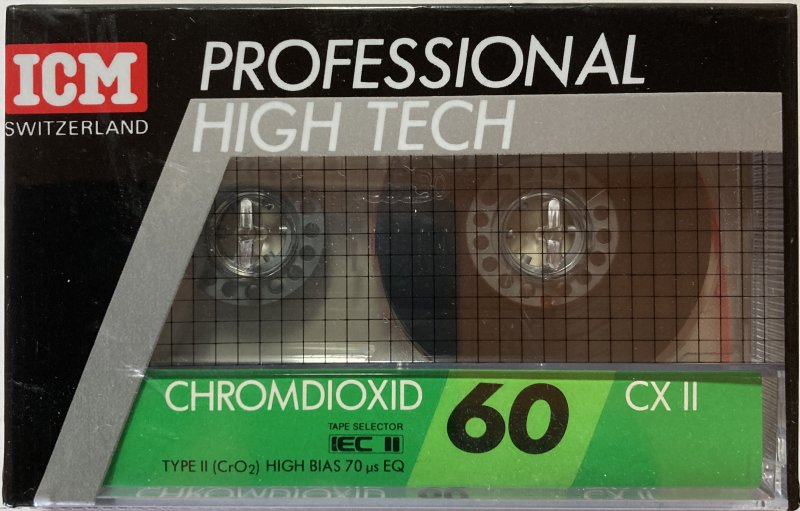 ICM
SWITZERLAND
PROFESSIONAL
HIGH TECH
CHROMDIOXID
60
CX II
TAPE SELECTOR
IEC II
TYPE II (CrO₂) HIGH BIAS 70 µs EQ